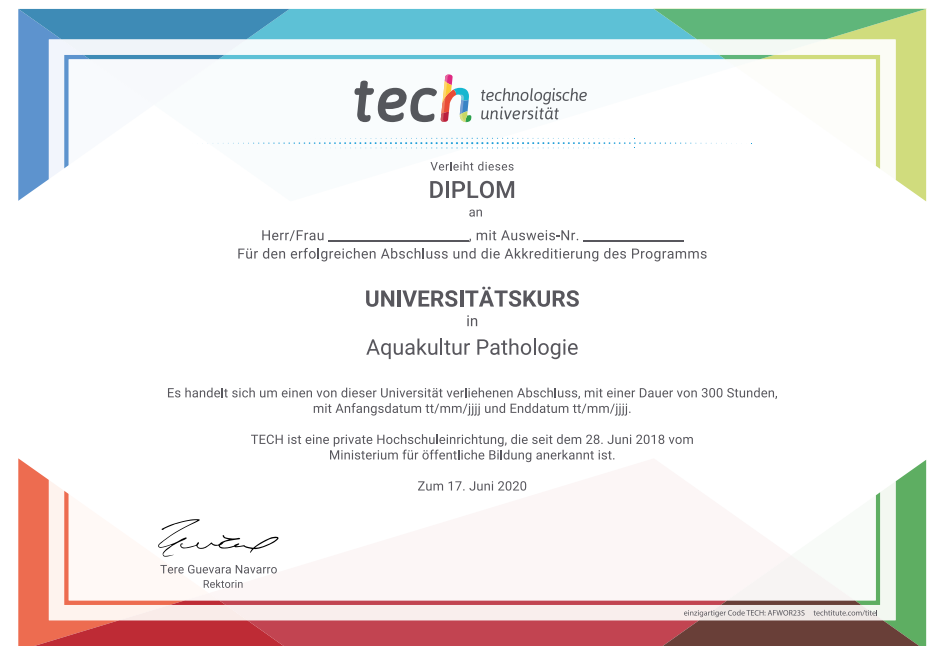 tech technologische
universität
Verleiht dieses
DIPLOM
an
Herr/Frau ____________________, mit Ausweis-Nr. ______________
Für den erfolgreichen Abschluss und die Akkreditierung des Programms
UNIVERSITÄTSKURS
in
Aquakultur Pathologie
Es handelt sich um einen von dieser Universität verliehenen Abschluss, mit einer Dauer von 300 Stunden,
mit Anfangsdatum tt/mm/jjjj und Enddatum tt/mm/jjjj.
TECH ist eine private Hochschuleinrichtung, die seit dem 28. Juni 2018 vom
Ministerium für öffentliche Bildung anerkannt ist.
Zum 17. Juni 2020
Tere Guevara Navarro
Rektorin
einzigartiger Code TECH: AFWOR23S techtitute.com/titel